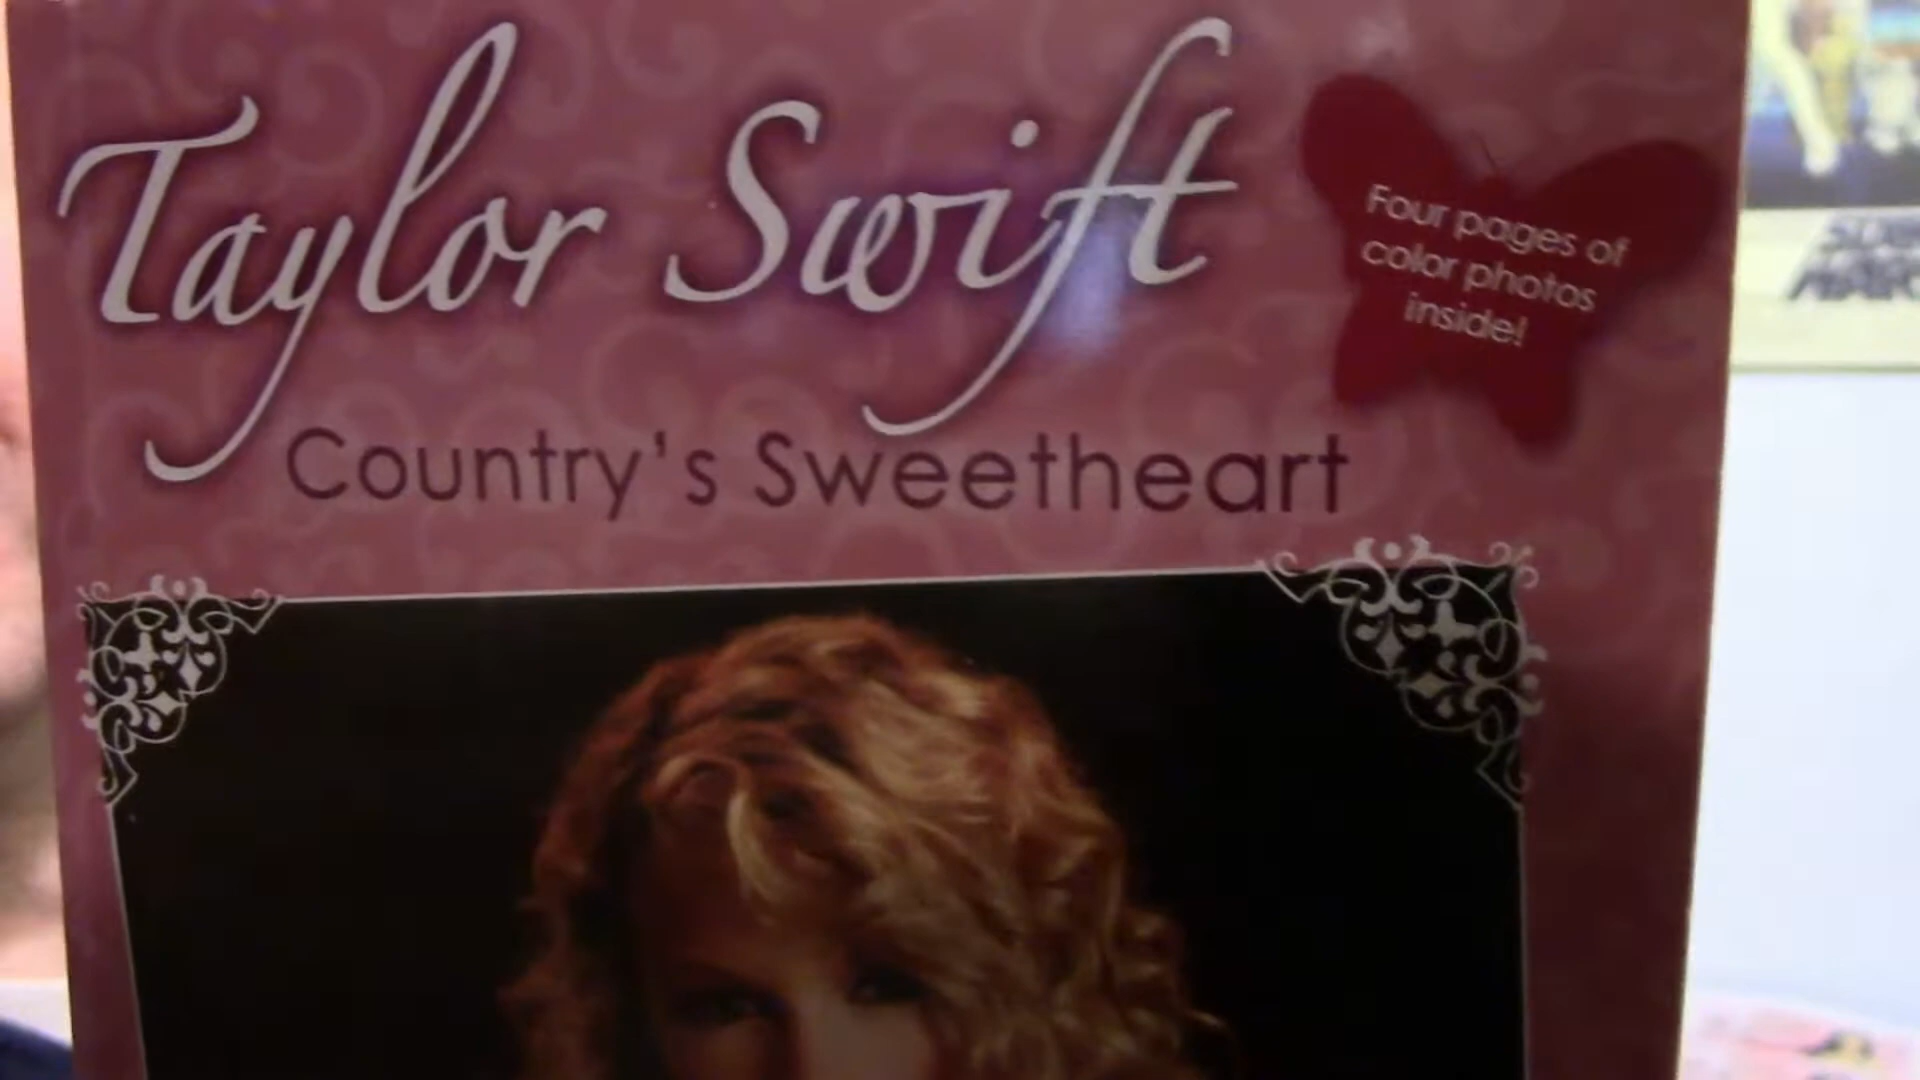 Taylor Swift
Four pages of
color photos
inside!
Country's Sweetheart